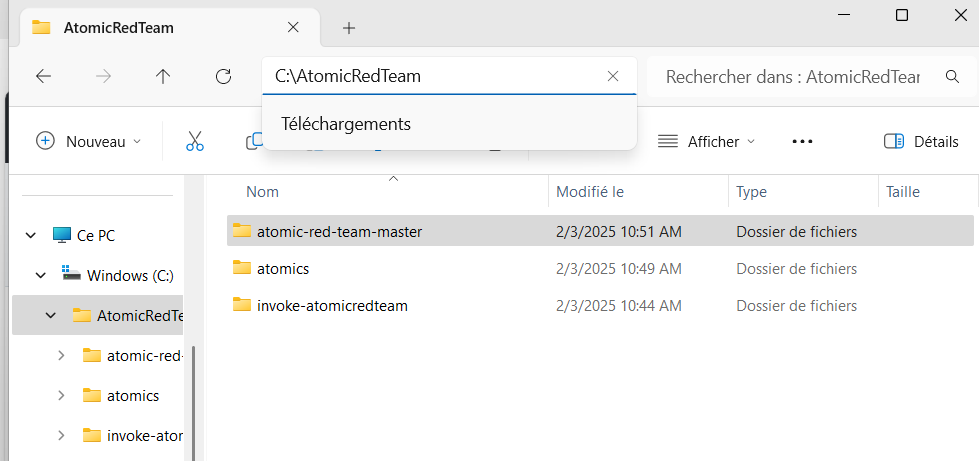 AtomicRedTeam
C:\AtomicRedTeam
Rechercher dans : AtomicRedTear
Téléchargements
Nouveau
Afficher
Détails
Nom
Modifié le
Type
Taille
Ce PC
Windows (C:)
AtomicRedTe
atomic-red-
atomics
invoke-ator
atomic-red-team-master 2/3/2025 10:51 AM Dossier de fichiers
atomics 2/3/2025 10:49 AM Dossier de fichiers
invoke-atomicredteam 2/3/2025 10:44 AM Dossier de fichiers